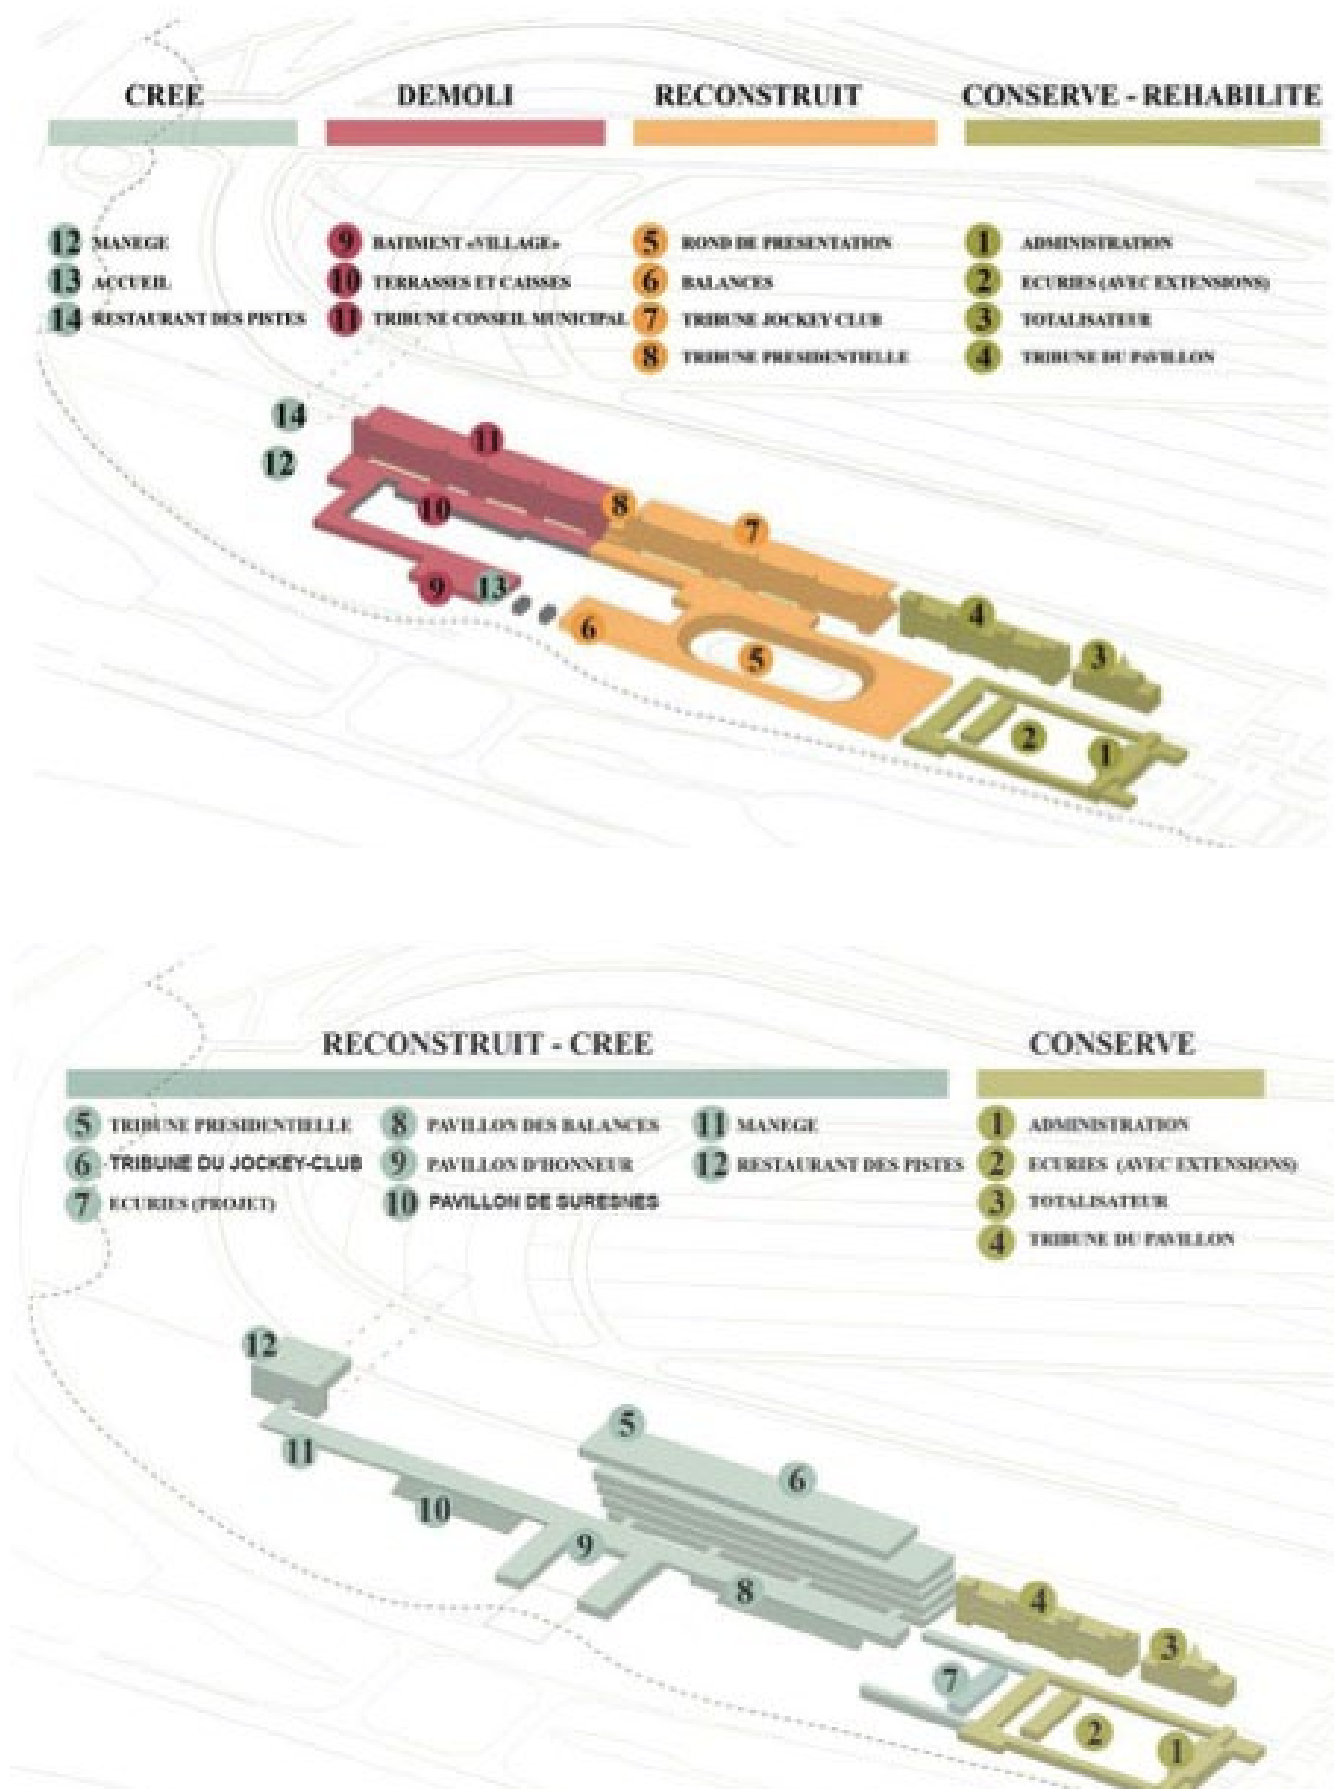 CREE DEMOLI RECONSTRUIT CONSERVE - REHABILITE
12 MANEGE
13 ACCUEIL
14 RESTAURANT DES PISTES
9 BATIMENT «VILLAGE»
10 TERRASSES ET CAISSES
11 TRIBUNE CONSEIL MUNICIPAL
5 ROND DE PRESENTATION
6 BALANCES
7 TRIBUNE JOCKEY CLUB
8 TRIBUNE PRESIDENTIELLE
1 ADMINISTRATION
2 ECURIES (AVEC EXTENSIONS)
3 TOTALISATEUR
4 TRIBUNE DU PAVILLON
14
11
12
8
10
7
9
13
6
5
4
3
2
1
RECONSTRUIT - CREE CONSERVE
5 TRIBUNE PRESIDENTIELLE
6 TRIBUNE DU JOCKEY-CLUB
7 ECURIES (PROJET)
8 PAVILLON DES BALANCES
9 PAVILLON D'HONNEUR
10 PAVILLON DE SURESNES
11 MANEGE
12 RESTAURANT DES PISTES
1 ADMINISTRATION
2 ECURIES (AVEC EXTENSIONS)
3 TOTALISATEUR
4 TRIBUNE DU PAVILLON
12
5
11
6
10
9
8
4
3
7
2
1